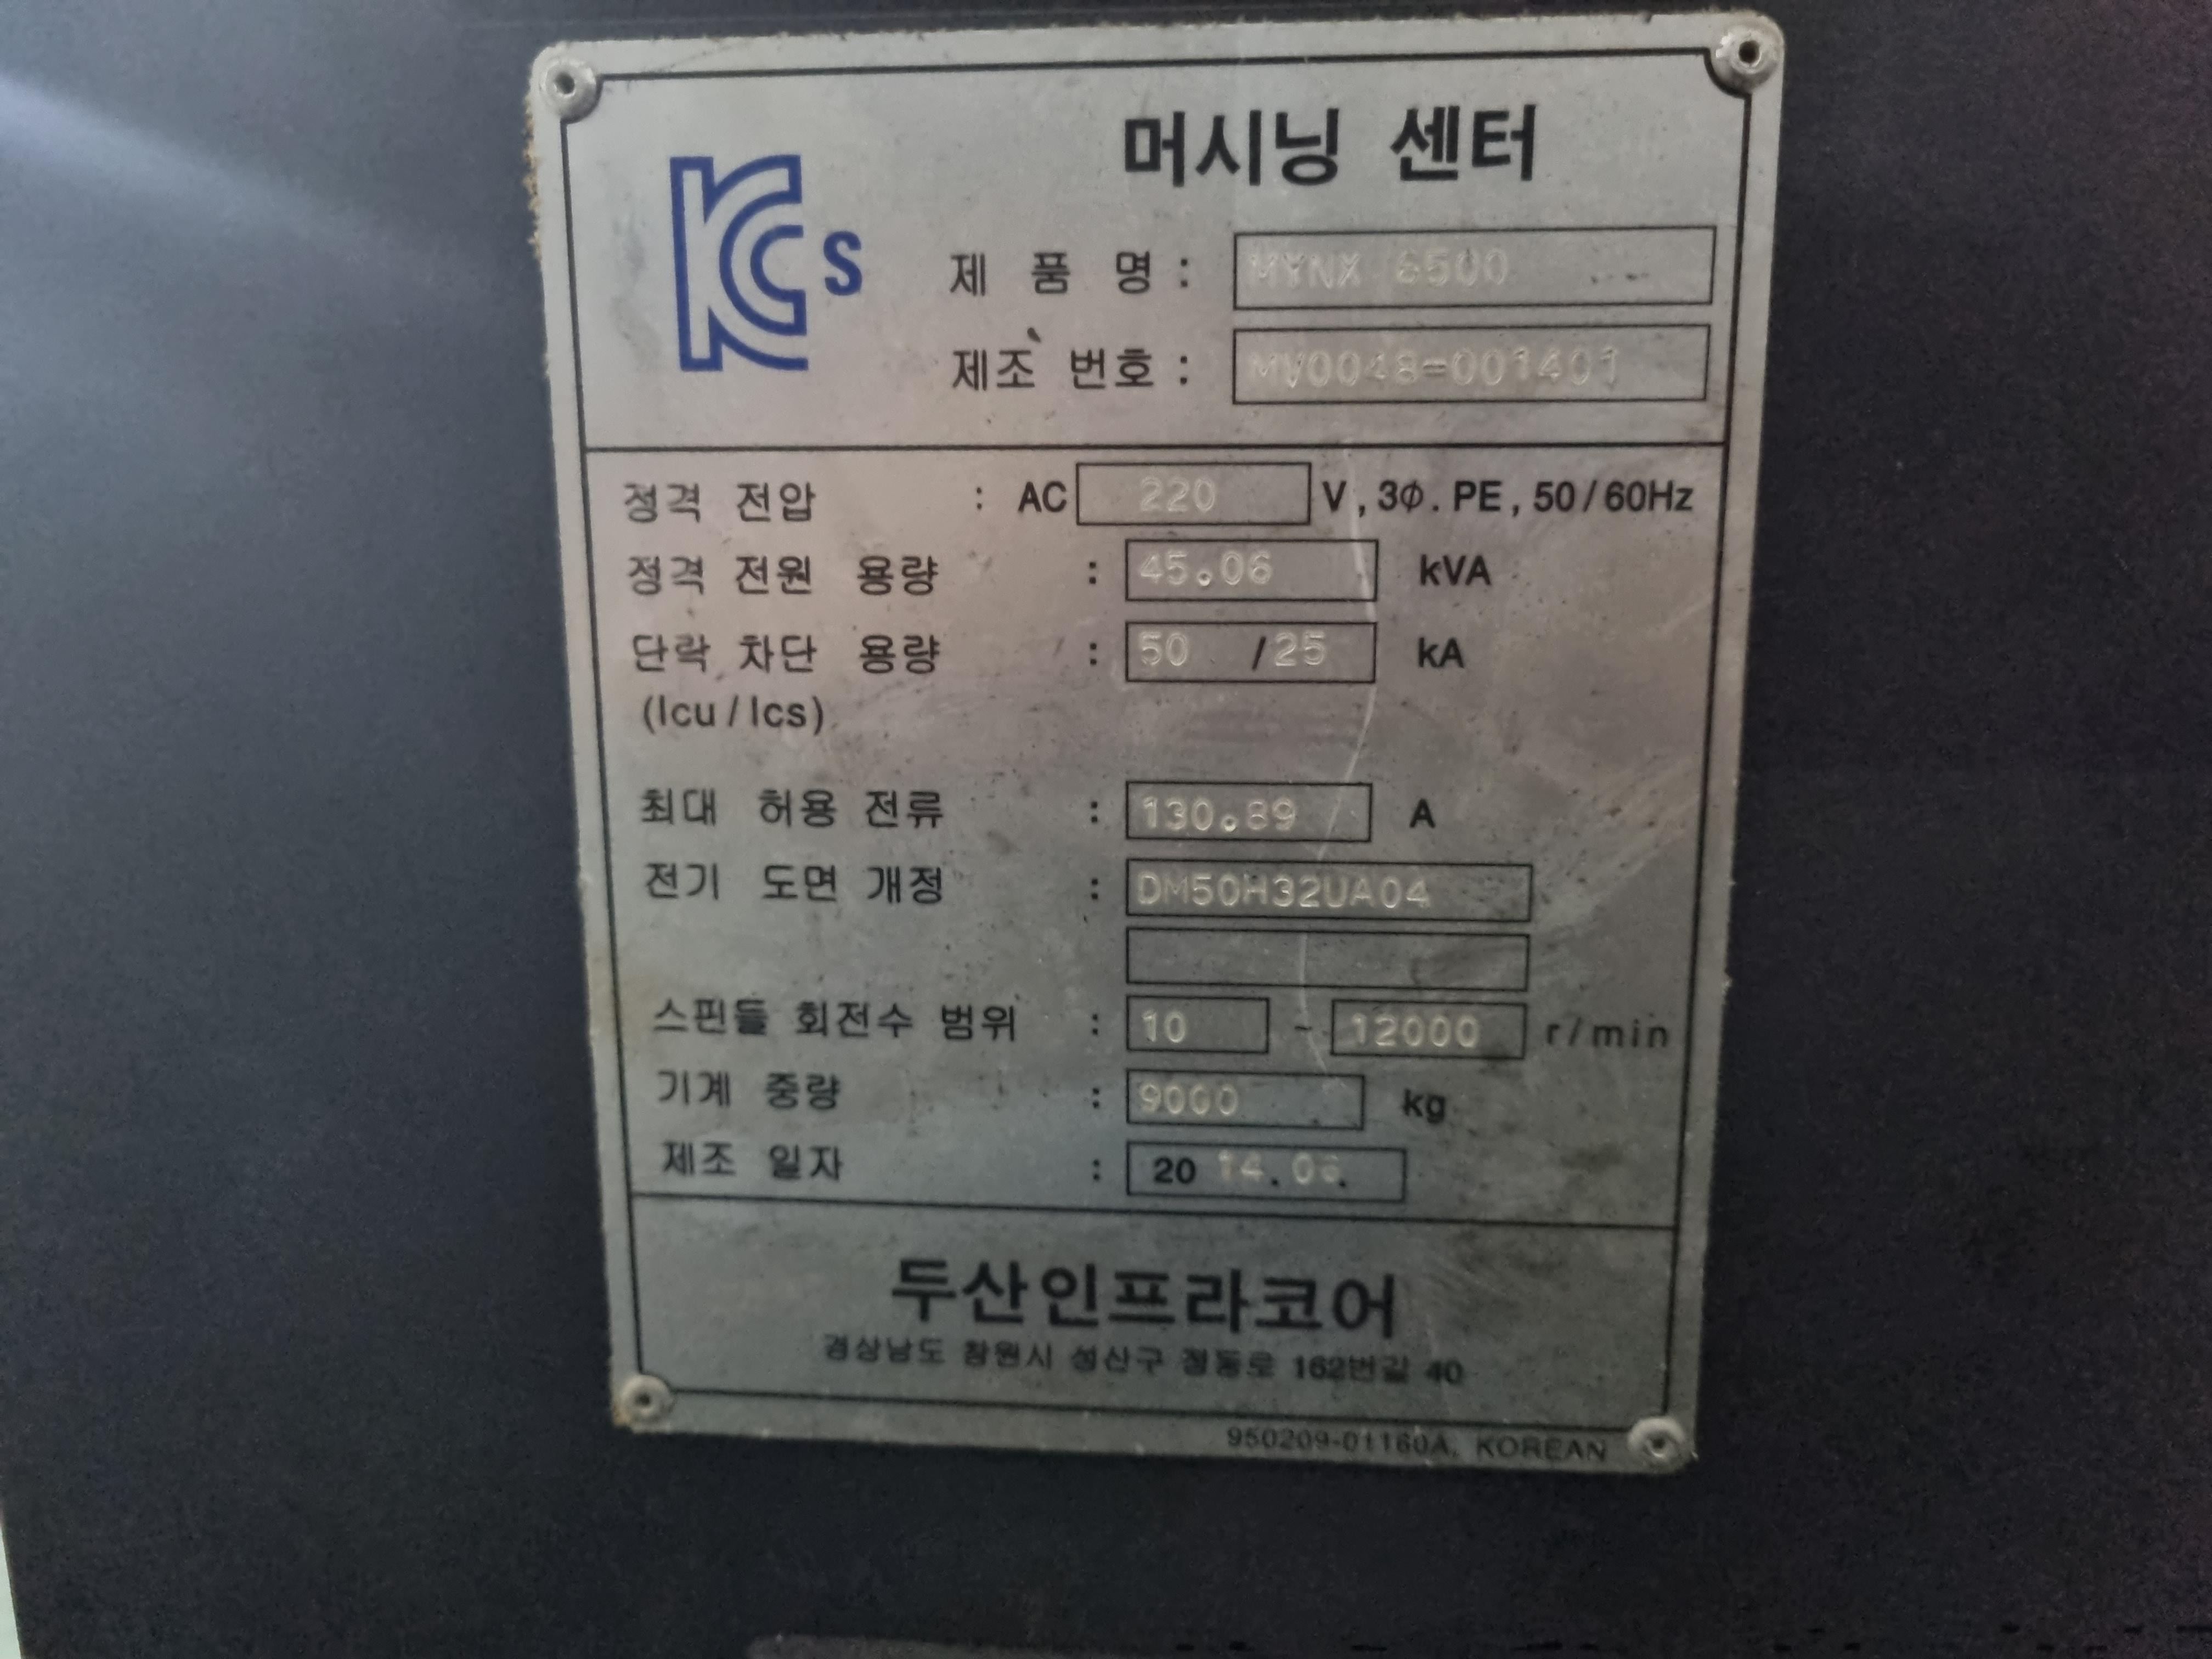 머시닝 센터
KCs
제 품 명 : MYNX 6500
제조 번호 : MV0048-001401
정격 전압 : AC 220 V, 3Φ. PE, 50/60Hz
정격 전원 용량 : 45.06 kVA
단락 차단 용량 : 50 /25 kA
(Icu/Ics)
최대 허용 전류 : 130.89 A
전기 도면 개정 : DM50H32UA04
스핀들 회전수 범위 : 10 - 12000 r/min
기계 중량 : 9000 kg
제조 일자 : 20 14.
두산인프라코어
경상남도 창원시 성산구 정동로 162번길 40
950209-01160A, KOREAN